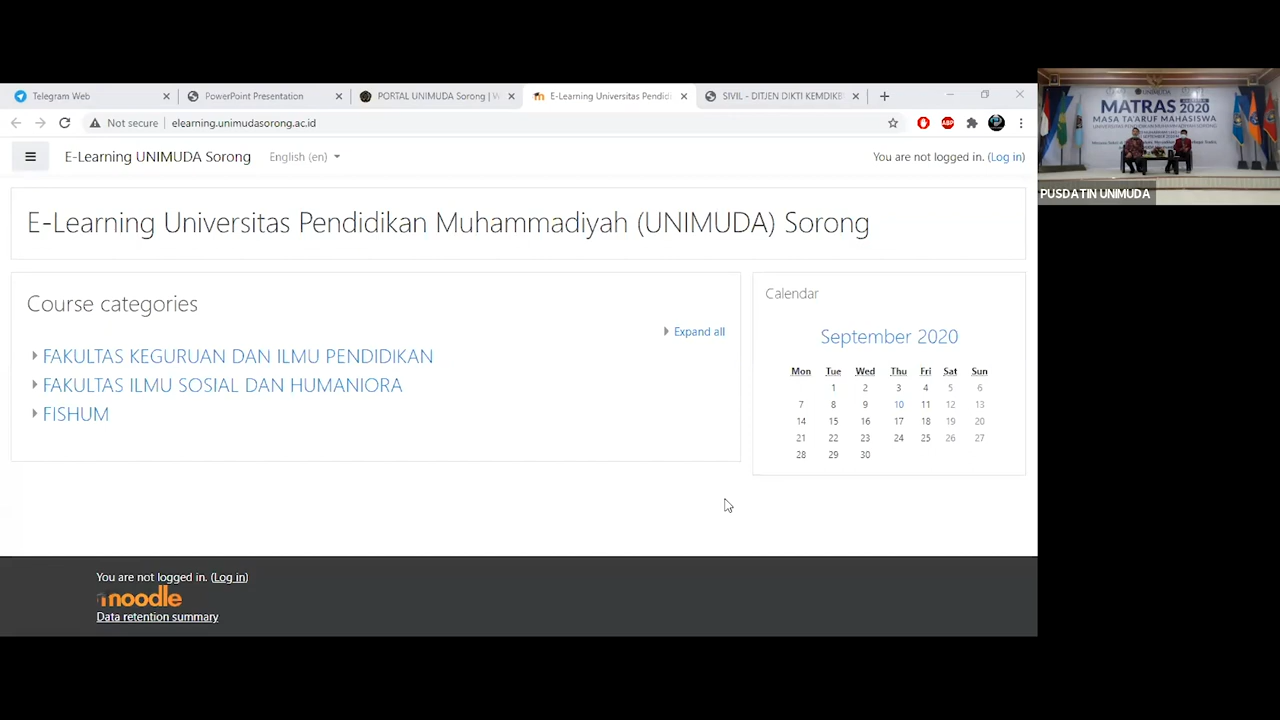 Telegram Web
PowerPoint Presentation
PORTAL UNIMUDA Sorong |
E-Learning Universitas Pendidi
SIVIL - DITJEN DIKTI KEMDIKB
Not secure
elearning.unimudasorong.ac.id
ABP
E-Learning UNIMUDA Sorong
English (en)
You are not logged in. (Log in)
E-Learning Universitas Pendidikan Muhammadiyah (UNIMUDA) Sorong
Course categories
Expand all
FAKULTAS KEGURUAN DAN ILMU PENDIDIKAN
FAKULTAS ILMU SOSIAL DAN HUMANIORA
FISHUM
Calendar
September 2020
Mon Tue Wed Thu Fri Sat Sun
1 2 3 4 5 6
7 8 9 10 11 12 13
14 15 16 17 18 19 20
21 22 23 24 25 26 27
28 29 30
You are not logged in. (Log in)
moodle
Data retention summary
UNIMUDA
MATRAS 2020
MASA TA'ARUF MAHASISWA
PUSDATIN UNIMUDA